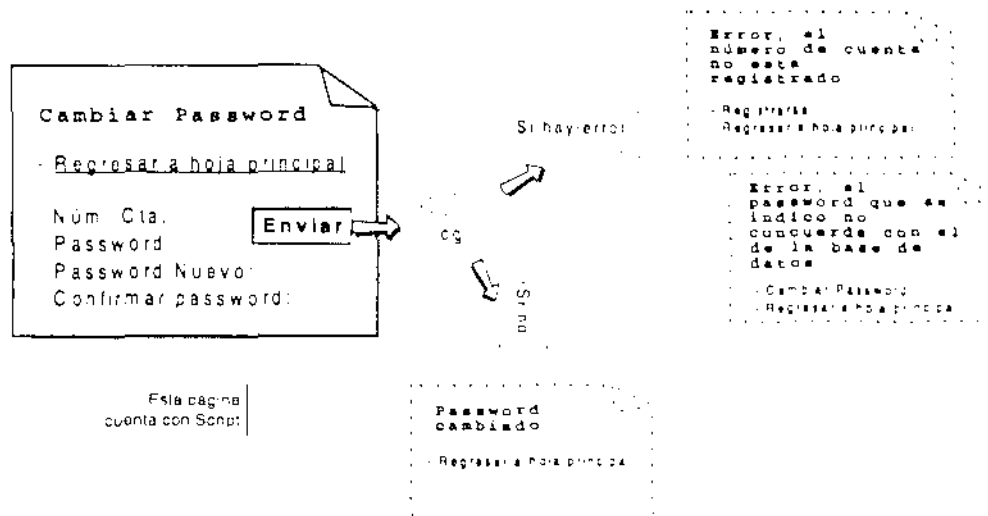 Cambiar Password
- Regresar a hoja principal
Núm. Cta.
Password
Password Nuevo:
Confirmar password:
Enviar
cg
Si hay error
Si no
Esta página
cuenta con Script
Error, el
número de cuenta
no esta
registrado
- Registrarse
- Regresar a hoja principal
Error, el
password que se
indico no
concuerda con el
de la base de
datos
- Cambiar Password
- Regresar a hoja principal
Password
cambiado
- Regresar a hoja principal